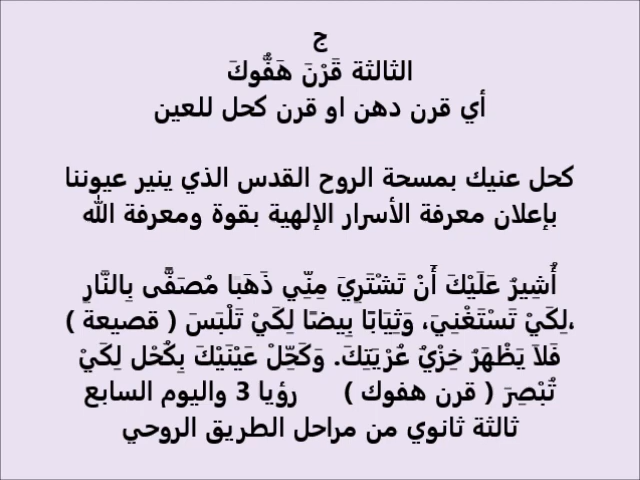 ج
الثالثة قَرْنَ هَفُّوكَ
أي قرن دهن او قرن كحل للعين
كحل عنيك بمسحة الروح القدس الذي ينير عيوننا
بإعلان معرفة الأسرار الإلهية بقوة ومعرفة الله
أُشِيرُ عَلَيْكَ أَنْ تَشْتَرِيَ مِنِّي ذَهَبًا مُصَفًّى بِالنَّارِ
،لِكَيْ تَسْتَغْنِيَ، وَثِيَابًا بِيضًا لِكَيْ تَلْبَسَ ( قصيعة )
فَلاَ يَظْهَرُ خِزْيُ عُرْيَتِكَ. وَكَحِّلْ عَيْنَيْكَ بِكُحْل لِكَيْ
تُبْصِرَ ( قرن هفوك ) رؤيا 3 واليوم السابع
ثالثة ثانوي من مراحل الطريق الروحي